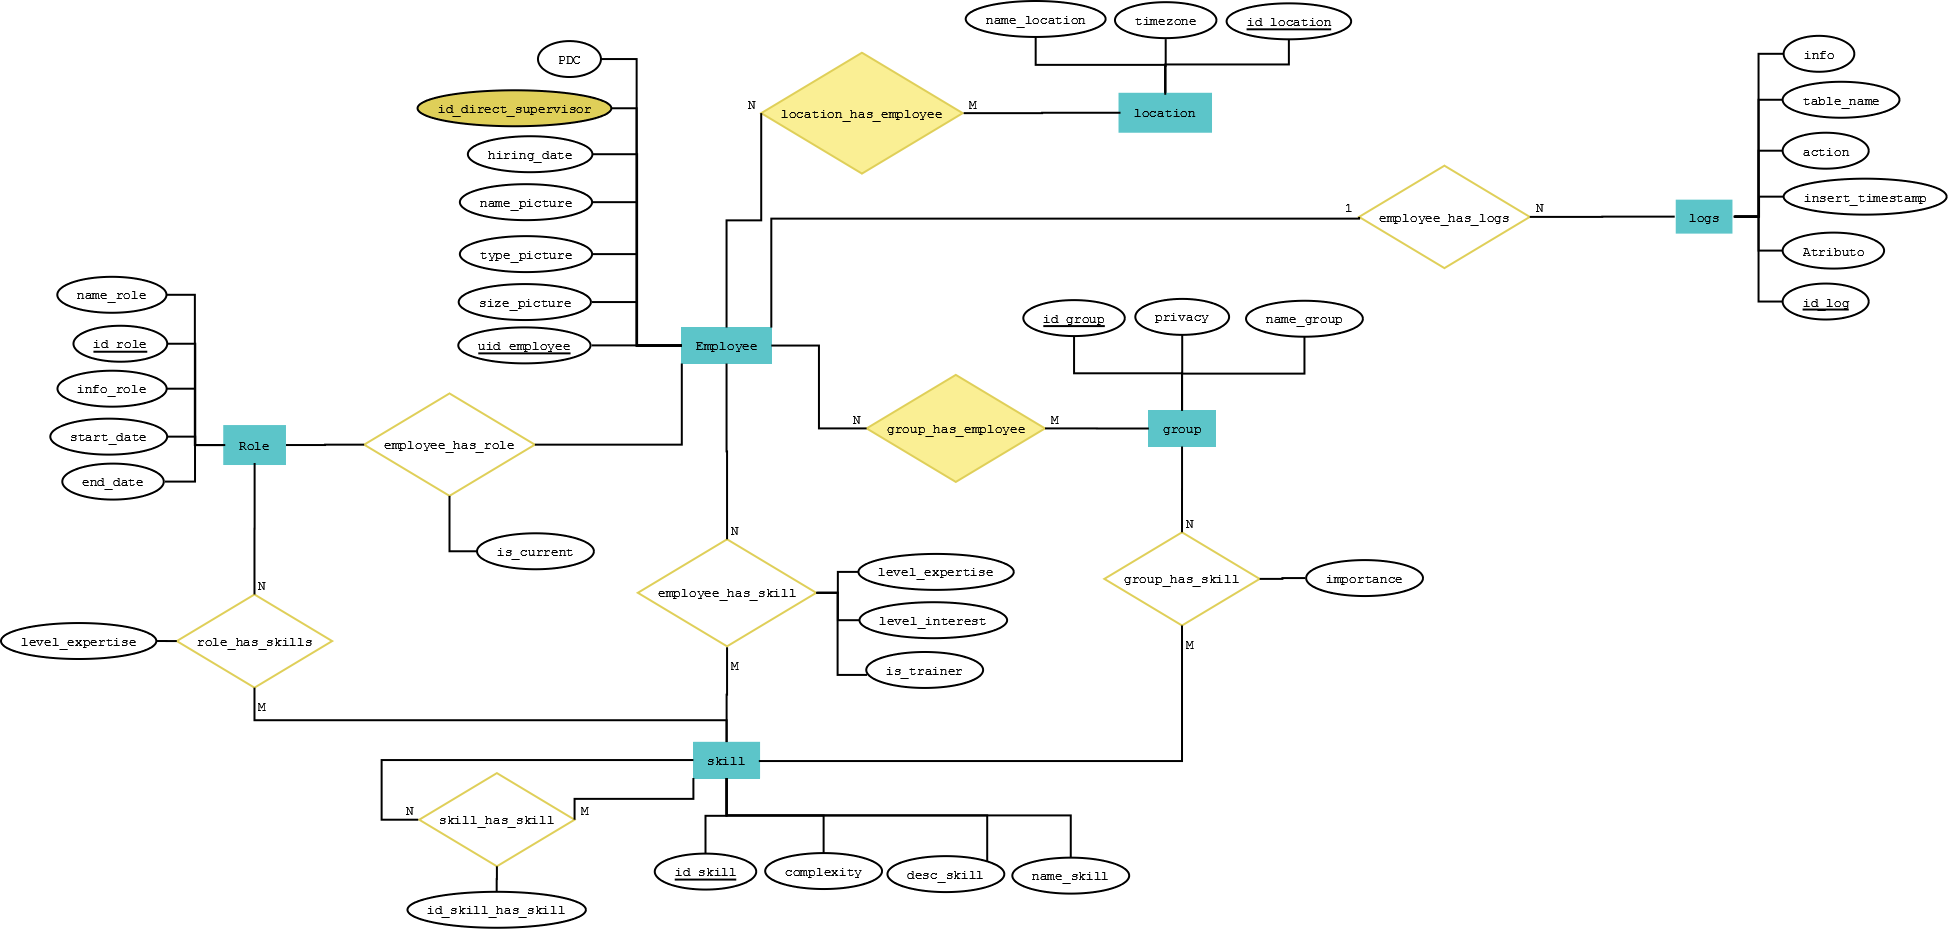 name_location
timezone
id_location
PDC
info
id_direct_supervisor
table_name
N
location_has_employee
M
location
hiring_date
action
name_picture
insert_timestamp
1
employee_has_logs
N
logs
type_picture
Atributo
name_role
size_picture
id_log
id_group
privacy
name_group
id_role
uid_employee
Employee
info_role
N
group_has_employee
M
group
start_date
Role
employee_has_role
end_date
is_current
N
N
level_expertise
group_has_skill
importance
N
employee_has_skill
level_interest
level_expertise
role_has_skills
M
M
is_trainer
M
skill
N
skill_has_skill
M
id_skill
complexity
desc_skill
name_skill
id_skill_has_skill